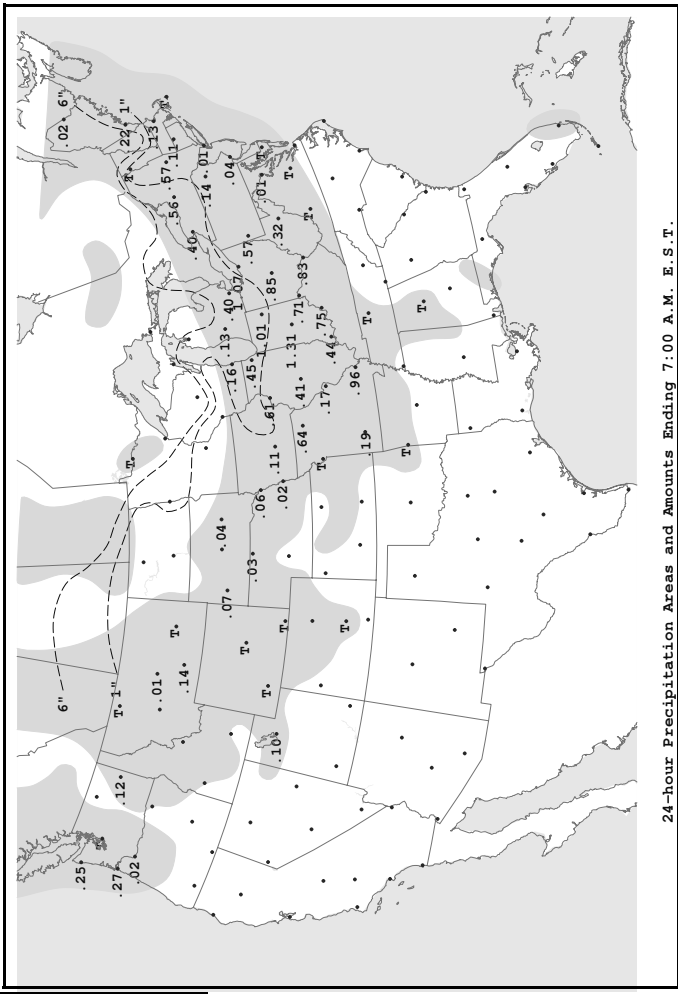 6" 6"
.02
.25
T 1"
.27 .12 .22 1"
T T
.02 .13
.01 T
.57
.11
.56
T
.14 .40
.01
.14
.04 .13
.07 .40 .04
.16 1.07
T .57
.45
.03
.06 1.01 .01 T
T .61 .85
.11
.10 .32
.02
T T
1.31
.71
.41
.64 .83
T
T .75
.17
.44
T .96
.19 T
T
T
24-hour Precipitation Areas and Amounts Ending 7:00 A.M. E.S.T.